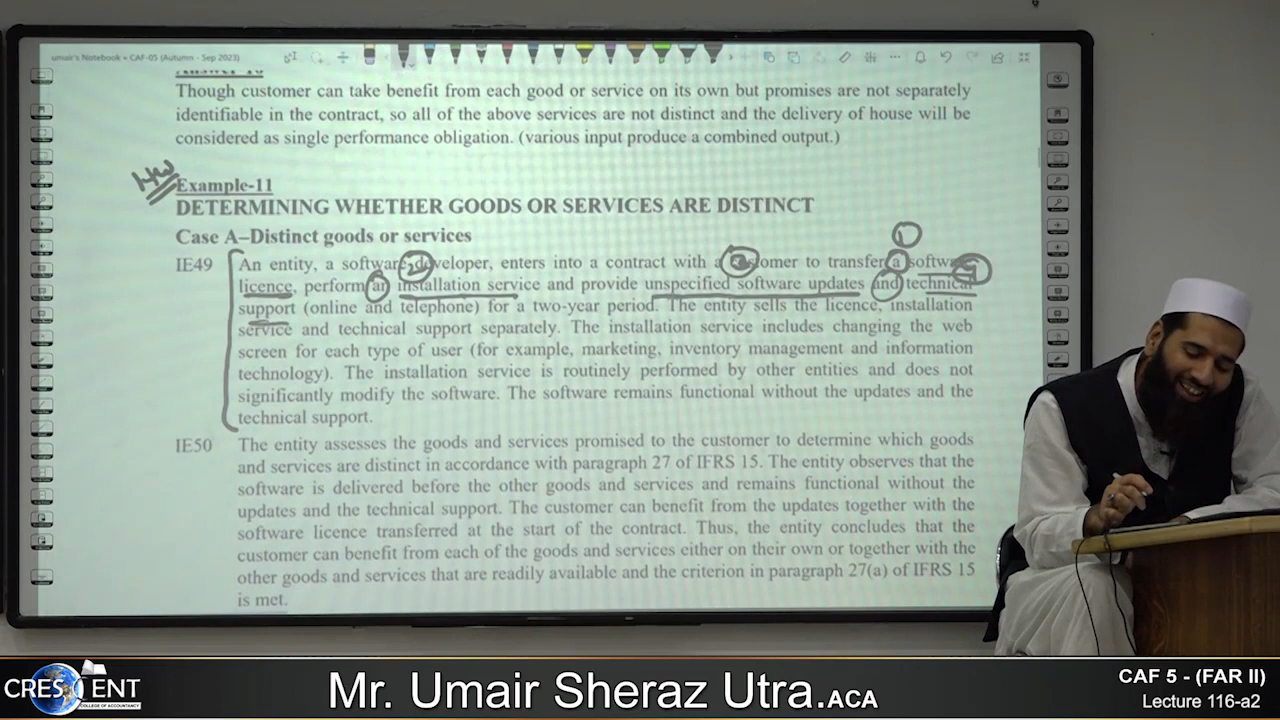 umair's Notebook » CAF-05 (Autumn - Sep 2023)
Though customer can take benefit from each good or service on its own but promises are not separately
identifiable in the contract, so all of the above services are not distinct and the delivery of house will be
considered as single performance obligation. (various input produce a combined output.)
Example-11
DETERMINING WHETHER GOODS OR SERVICES ARE DISTINCT
Case A–Distinct goods or services
IE49 An entity, a software developer, enters into a contract with a customer to transfer a software
licence, perform an installation service and provide unspecified software updates and technical
support (online and telephone) for a two-year period. The entity sells the licence, installation
service and technical support separately. The installation service includes changing the web
screen for each type of user (for example, marketing, inventory management and information
technology). The installation service is routinely performed by other entities and does not
significantly modify the software. The software remains functional without the updates and the
technical support.
IE50 The entity assesses the goods and services promised to the customer to determine which goods
and services are distinct in accordance with paragraph 27 of IFRS 15. The entity observes that the
software is delivered before the other goods and services and remains functional without the
updates and the technical support. The customer can benefit from the updates together with the
software licence transferred at the start of the contract. Thus, the entity concludes that the
customer can benefit from each of the goods and services either on their own or together with the
other goods and services that are readily available and the criterion in paragraph 27(a) of IFRS 15
is met.
CRESCENT
COLLEGE OF ACCOUNTANCY
Mr. Umair Sheraz Utra.ACA
CAF 5 - (FAR II)
Lecture 116-a2